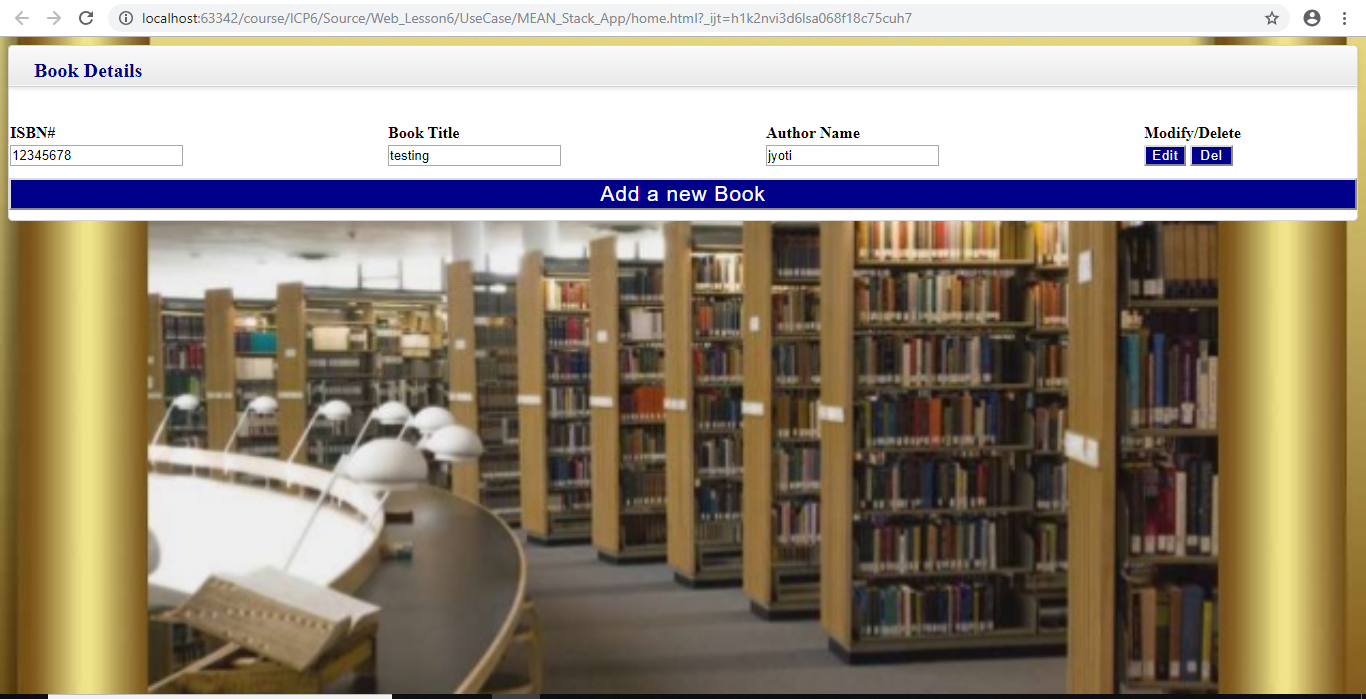 localhost:63342/course/ICP6/Source/Web_Lesson6/UseCase/MEAN_Stack_App/home.html?_ijt=h1k2nvi3d6lsa068f18c75cuh7
Book Details
ISBN# Book Title Author Name Modify/Delete
12345678 testing jyoti Edit Del
Add a new Book